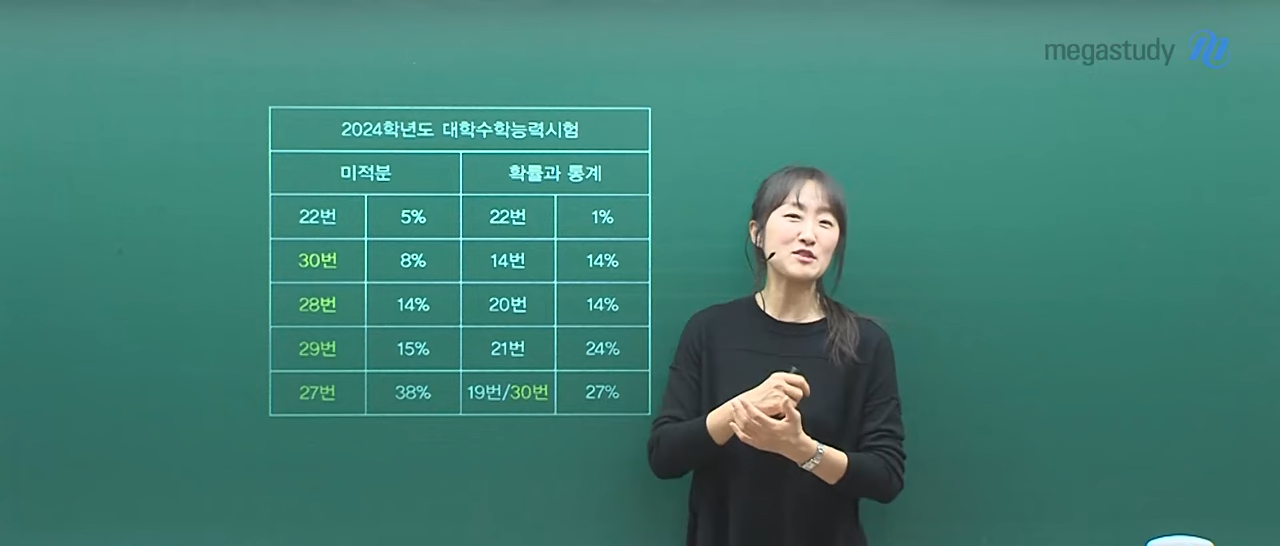 megastudy M
2024학년도 대학수학능력시험
미적분 확률과 통계
22번 5% 22번 1%
30번 8% 14번 14%
28번 14% 20번 14%
29번 15% 21번 24%
27번 38% 19번/30번 27%